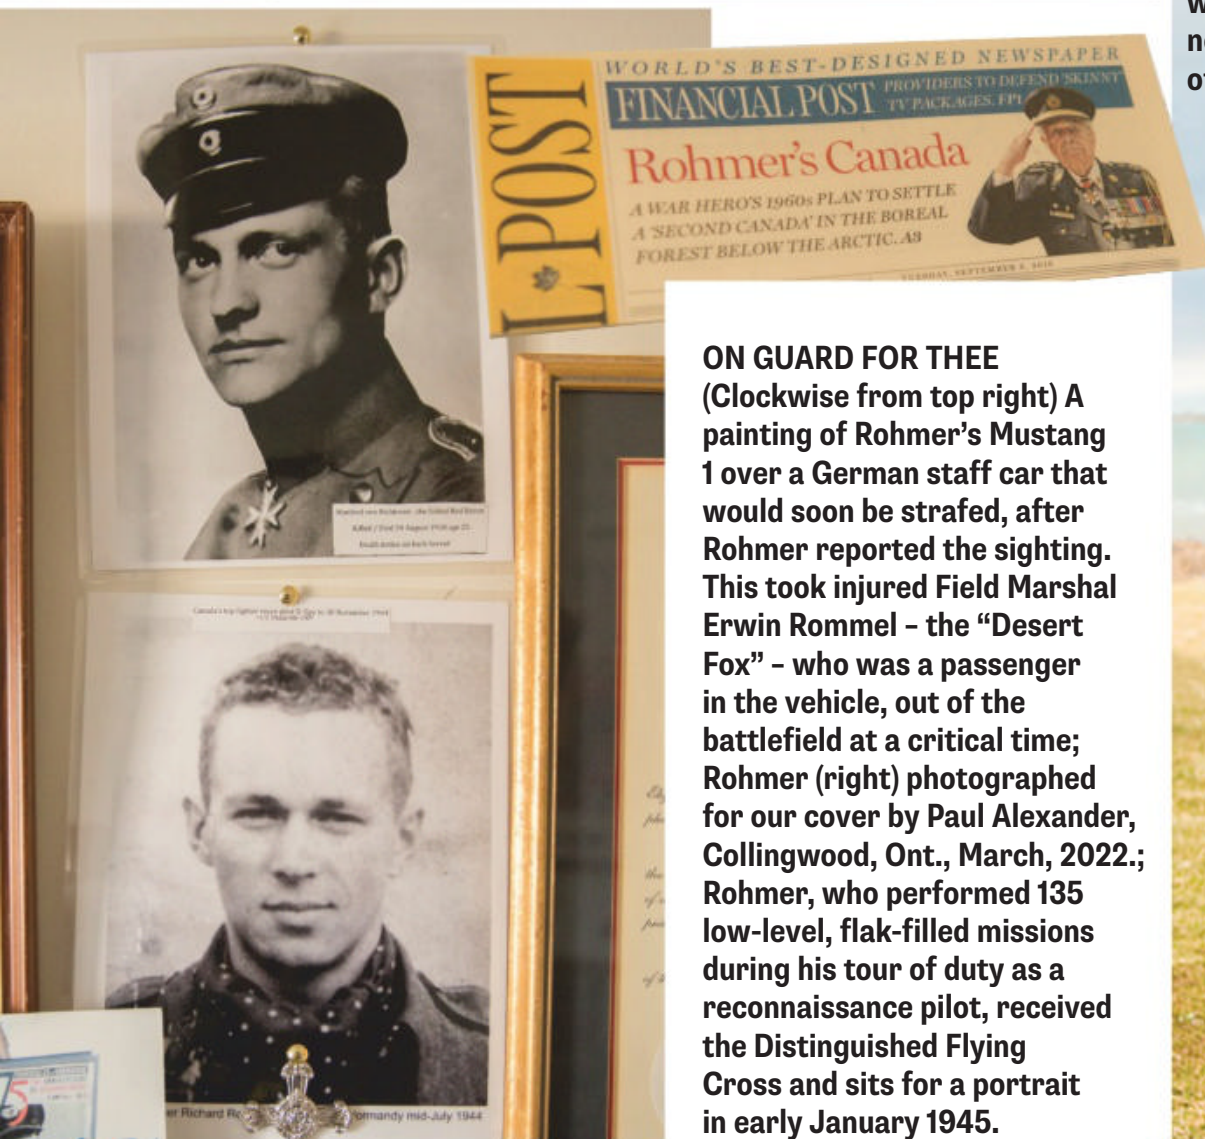 WORLD'S BEST-DESIGNED NEWSPAPER
L POST
FINANCIAL POST
PROVIDERS TO DEFEND 'SKINNY'
TV PACKAGES. FP1
Rohmer's Canada
A WAR HERO'S 1960s PLAN TO SETTLE
A 'SECOND CANADA' IN THE BOREAL
FOREST BELOW THE ARCTIC. A3
TUESDAY, SEPTEMBER
Richard
ormandy mid-July 1944
ON GUARD FOR THEE
(Clockwise from top right) A
painting of Rohmer's Mustang
1 over a German staff car that
would soon be strafed, after
Rohmer reported the sighting.
This took injured Field Marshal
Erwin Rommel – the “Desert
Fox” – who was a passenger
in the vehicle, out of the
battlefield at a critical time;
Rohmer (right) photographed
for our cover by Paul Alexander,
Collingwood, Ont., March, 2022.;
Rohmer, who performed 135
low-level, flak-filled missions
during his tour of duty as a
reconnaissance pilot, received
the Distinguished Flying
Cross and sits for a portrait
in early January 1945.